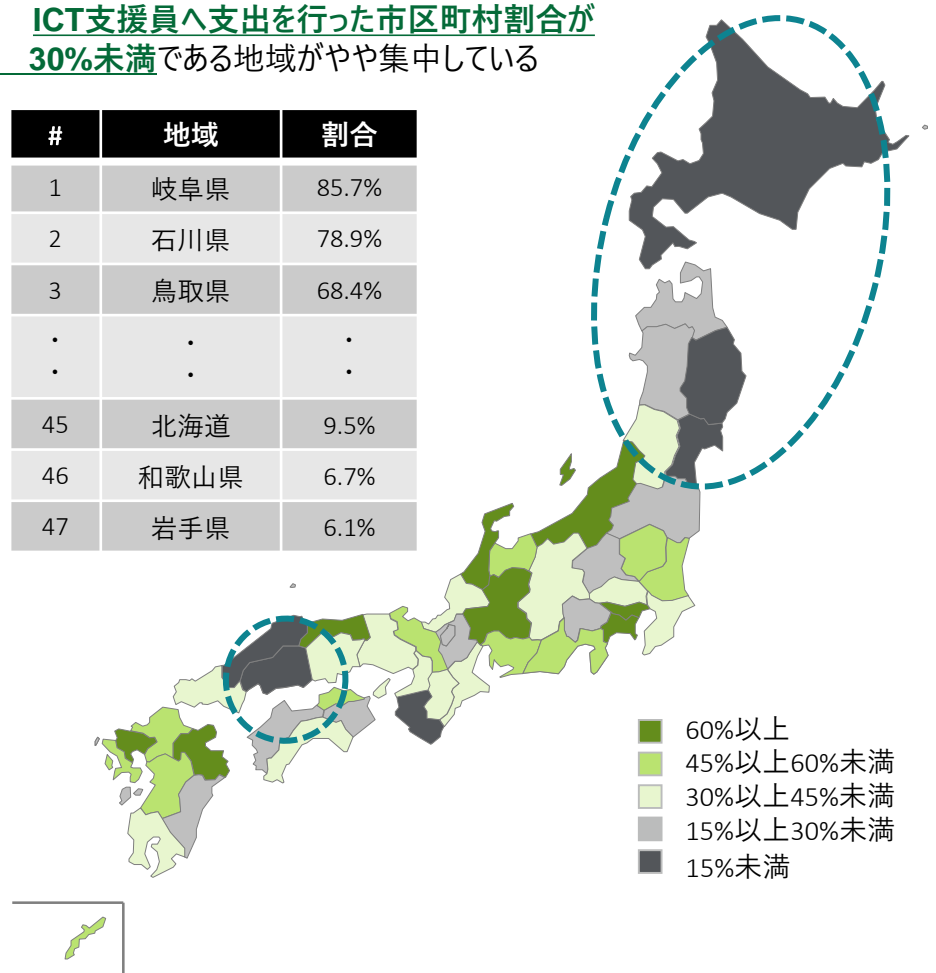 ICT支援員へ支出を行った市区町村割合が
30%未満である地域がやや集中している
# 地域 割合
1 岐阜県 85.7%
2 石川県 78.9%
3 鳥取県 68.4%
・ ・ ・
・ ・ ・
45 北海道 9.5%
46 和歌山県 6.7%
47 岩手県 6.1%
60%以上
45%以上60%未満
30%以上45%未満
15%以上30%未満
15%未満